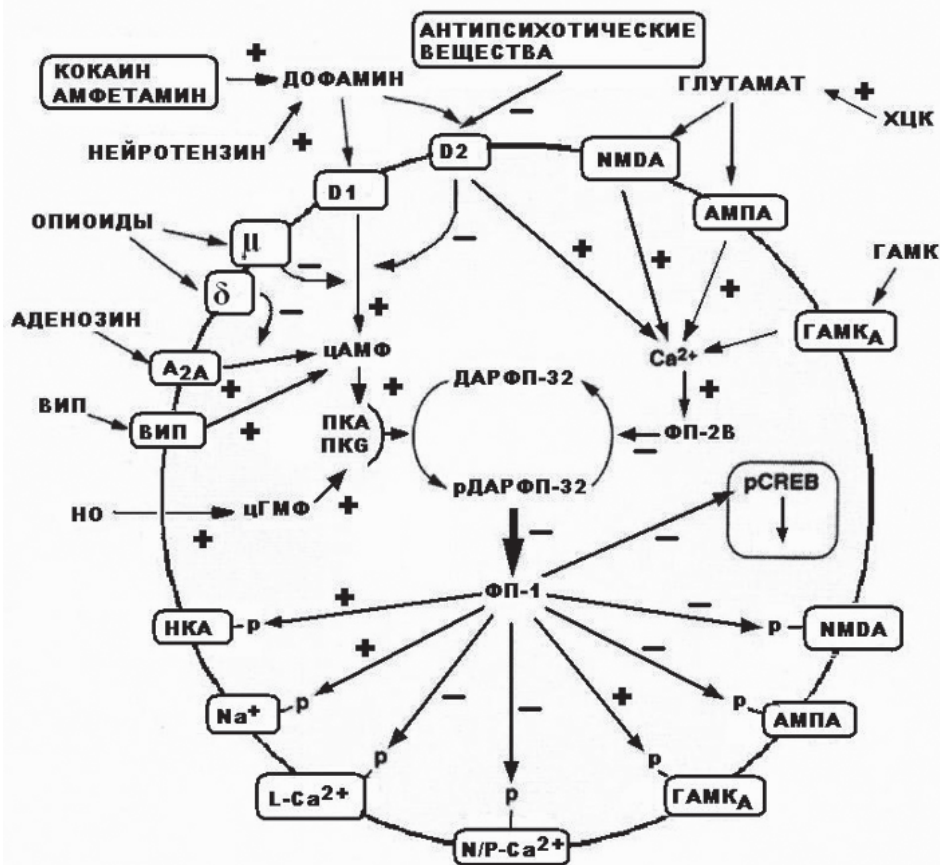 АНТИПСИХОТИЧЕСКИЕ
ВЕЩЕСТВА
КОКАИН
АМФЕТАМИН
+
ДОФАМИН
ГЛУТАМАТ
+
ХЦК
НЕЙРОТЕНЗИН
+
−
D1
D2
NMDA
АМПА
ОПИОИДЫ
μ
−
−
+
+
+
ГАМК
δ
−
+
АДЕНОЗИН
A2A
+
цАМФ
Ca2+
ГАМКА
ВИП
ВИП
+
+
ПКА
ПКG
ДАРФП-32
+
ФП-2В
−
НО
+
цГМФ
+
рДАРФП-32
pCREB
−
−
ФП-1
НКА
p
+
−
p
NMDA
Na+
p
+
−
p
АМПА
L-Ca2+
p
−
−
+
p
ГАМКА
p
N/P-Ca2+